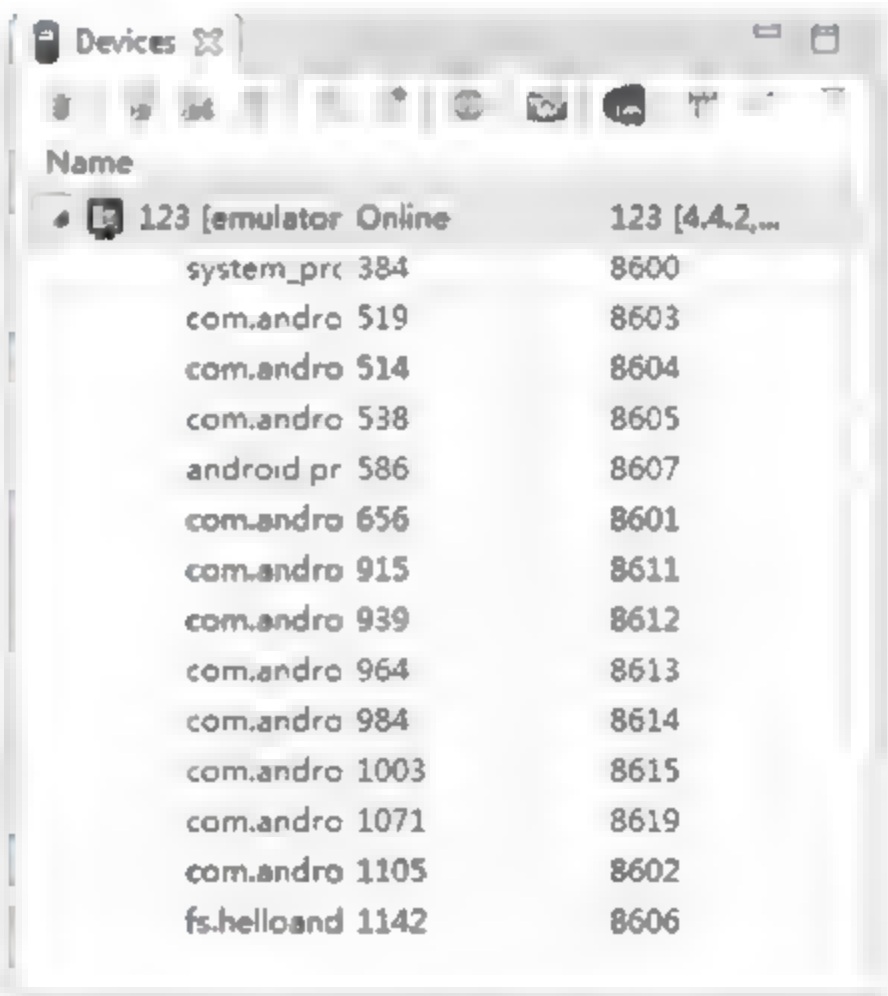 Devices
Name
123 [emulator Online 123 [4.4.2,...
system_prc 384 8600
com.andro 519 8603
com.andro 514 8604
com.andro 538 8605
android pr 586 8607
com.andro 656 8601
com.andro 915 8611
com.andro 939 8612
com.andro 964 8613
com.andro 984 8614
com.andro 1003 8615
com.andro 1071 8619
com.andro 1105 8602
fs.helloand 1142 8606